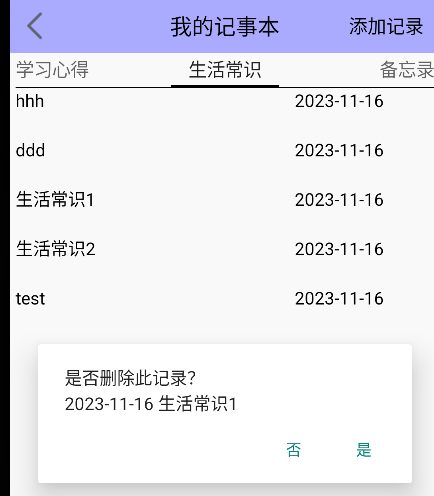 我的记事本 添加记录
学习心得 生活常识 备忘录
hhh 2023-11-16
ddd 2023-11-16
生活常识1 2023-11-16
生活常识2 2023-11-16
test 2023-11-16
是否删除此记录?
2023-11-16 生活常识1
否 是